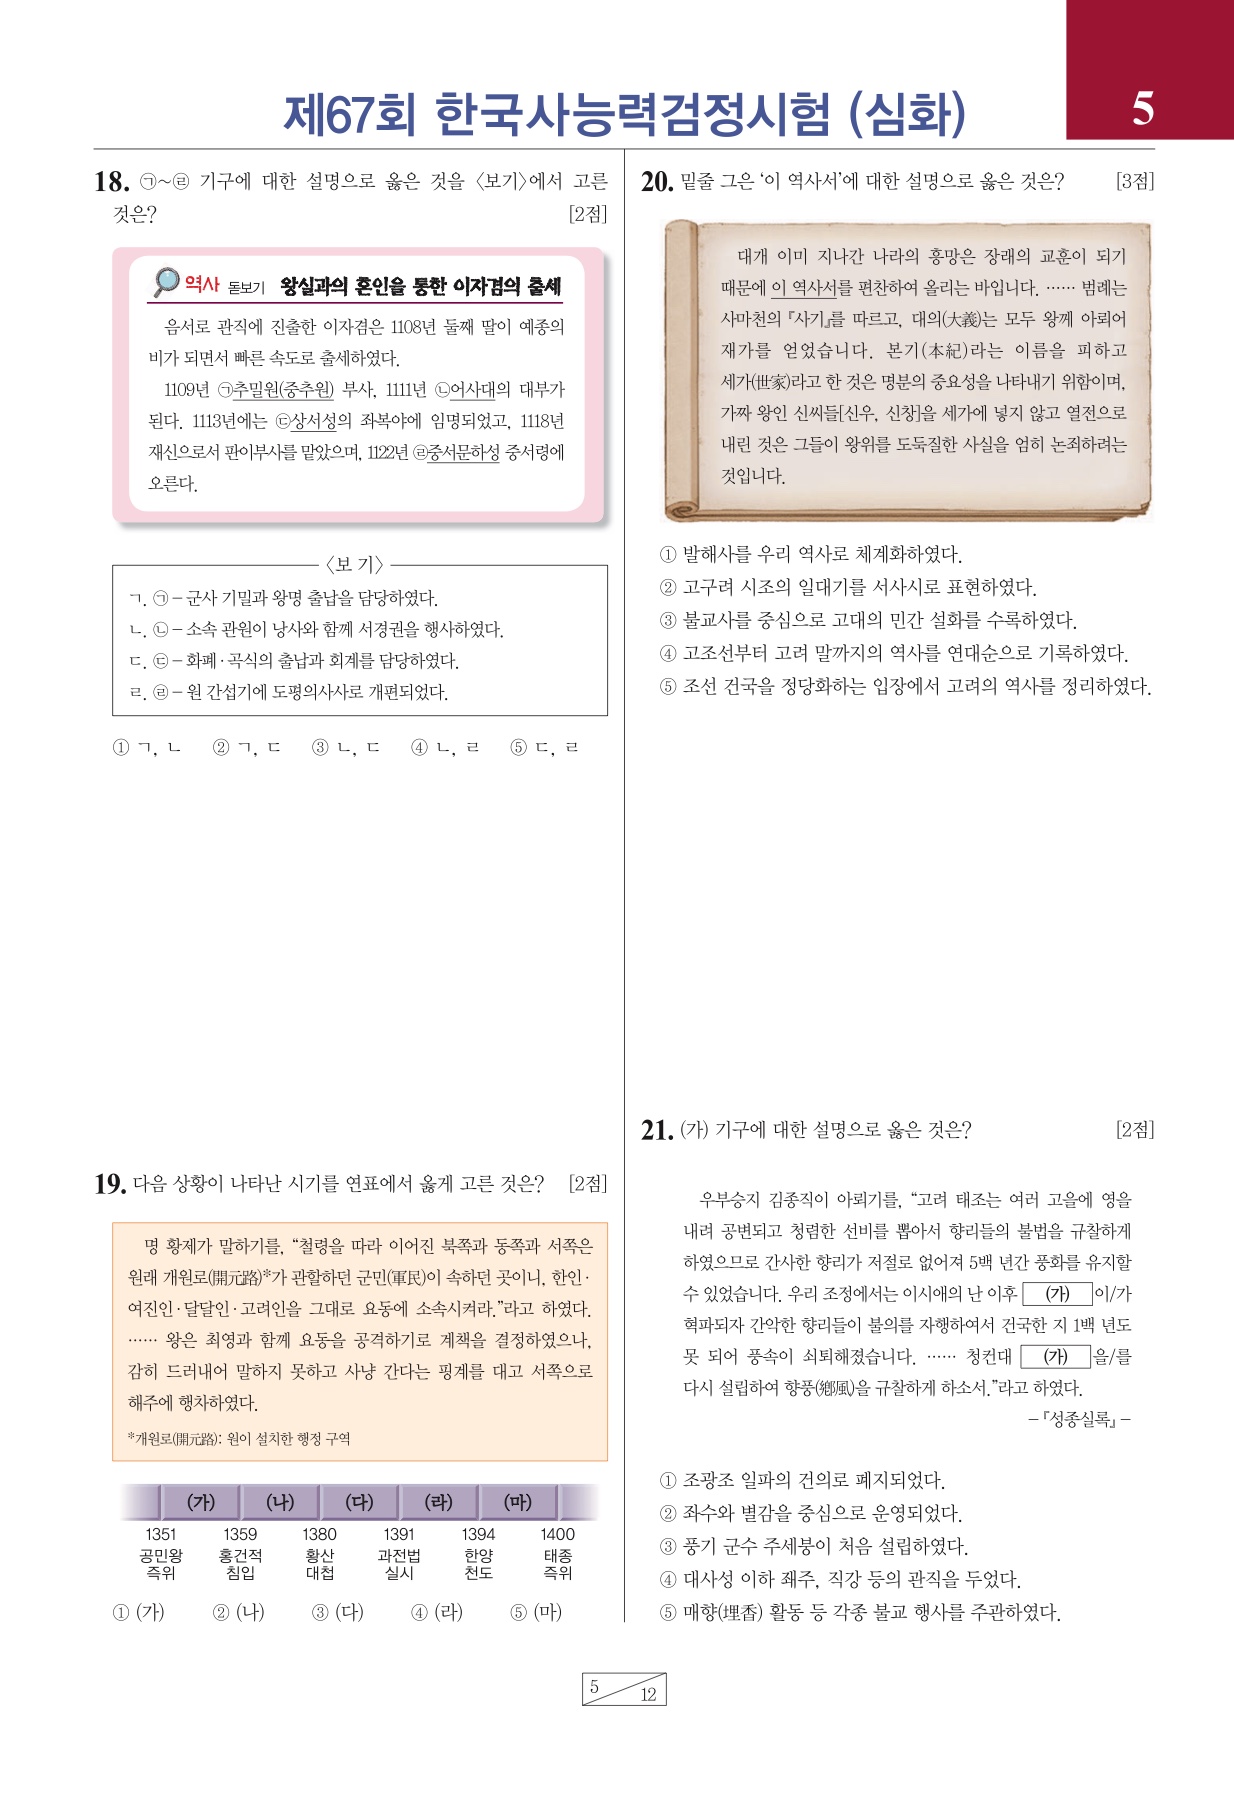 제67회 한국사능력검정시험 (심화)
5
18. ㉠~㉣ 기구에 대한 설명으로 옳은 것을 〈보기〉에서 고른
것은? [2점]
역사 돋보기 왕실과의 혼인을 통한 이자겸의 출세
음서로 관직에 진출한 이자겸은 1108년 둘째 딸이 예종의
비가 되면서 빠른 속도로 출세하였다.
1109년 ㉠추밀원(중추원) 부사, 1111년 ㉡어사대의 대부가
된다. 1113년에는 ㉢상서성의 좌복야에 임명되었고, 1118년
재신으로서 판이부사를 맡았으며, 1122년 ㉣중서문하성 중서령에
오른다.
〈보 기〉
ㄱ. ㉠ – 군사 기밀과 왕명 출납을 담당하였다.
ㄴ. ㉡ – 소속 관원이 낭사와 함께 서경권을 행사하였다.
ㄷ. ㉢ – 화폐·곡식의 출납과 회계를 담당하였다.
ㄹ. ㉣ – 원 간섭기에 도평의사사로 개편되었다.
① ㄱ, ㄴ ② ㄱ, ㄷ ③ ㄴ, ㄷ ④ ㄴ, ㄹ ⑤ ㄷ, ㄹ
19. 다음 상황이 나타난 시기를 연표에서 옳게 고른 것은? [2점]
명 황제가 말하기를, “철령을 따라 이어진 북쪽과 동쪽과 서쪽은
원래 개원로(開元路)*가 관할하던 군민(軍民)이 속하던 곳이니, 한인·
여진인·달달인·고려인을 그대로 요동에 소속시켜라.”라고 하였다.
…… 왕은 최영과 함께 요동을 공격하기로 계책을 결정하였으나,
감히 드러내어 말하지 못하고 사냥 간다는 핑계를 대고 서쪽으로
해주에 행차하였다.
*개원로(開元路): 원이 설치한 행정 구역
(가) (나) (다) (라) (마)
1351 1359 1380 1391 1394 1400
공민왕 홍건적 황산 과전법 한양 태종
즉위 침입 대첩 실시 천도 즉위
① (가) ② (나) ③ (다) ④ (라) ⑤ (마)
20. 밑줄 그은 ‘이 역사서’에 대한 설명으로 옳은 것은? [3점]
대개 이미 지나간 나라의 흥망은 장래의 교훈이 되기
때문에 이 역사서를 편찬하여 올리는 바입니다. …… 범례는
사마천의 『사기』를 따르고, 대의(大義)는 모두 왕께 아뢰어
재가를 얻었습니다. 본기(本紀)라는 이름을 피하고
세가(世家)라고 한 것은 명분의 중요성을 나타내기 위함이며,
가짜 왕인 신씨들[신우, 신창]을 세가에 넣지 않고 열전으로
내린 것은 그들이 왕위를 도둑질한 사실을 엄히 논죄하려는
것입니다.
① 발해사를 우리 역사로 체계화하였다.
② 고구려 시조의 일대기를 서사시로 표현하였다.
③ 불교사를 중심으로 고대의 민간 설화를 수록하였다.
④ 고조선부터 고려 말까지의 역사를 연대순으로 기록하였다.
⑤ 조선 건국을 정당화하는 입장에서 고려의 역사를 정리하였다.
21. (가) 기구에 대한 설명으로 옳은 것은? [2점]
우부승지 김종직이 아뢰기를, “고려 태조는 여러 고을에 영을
내려 공변되고 청렴한 선비를 뽑아서 향리들의 불법을 규찰하게
하였으므로 간사한 향리가 저절로 없어져 5백 년간 풍화를 유지할
수 있었습니다. 우리 조정에서는 이시애의 난 이후 (가) 이/가
혁파되자 간악한 향리들이 불의를 자행하여서 건국한 지 1백 년도
못 되어 풍속이 쇠퇴해졌습니다. …… 청컨대 (가) 을/를
다시 설립하여 향풍(鄕風)을 규찰하게 하소서.”라고 하였다.
– 『성종실록』 –
① 조광조 일파의 건의로 폐지되었다.
② 좌수와 별감을 중심으로 운영되었다.
③ 풍기 군수 주세붕이 처음 설립하였다.
④ 대사성 이하 좨주, 직강 등의 관직을 두었다.
⑤ 매향(埋香) 활동 등 각종 불교 행사를 주관하였다.
5 12